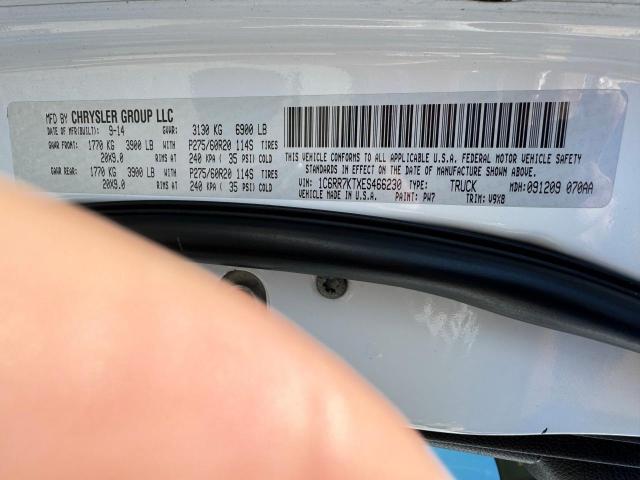 MFD BY CHRYSLER GROUP LLC
DATE OF MFR(BUILT): 9-14 GVWR: 3130 KG 6900 LB
GAWR FRONT: 1770 KG 3900 LB WITH P275/60R20 114S TIRES
20X9.0 RIMS AT 240 KPA ( 35 PSI) COLD
GAWR REAR: 1770 KG 3900 LB WITH P275/60R20 114S TIRES
20X9.0 RIMS AT 240 KPA ( 35 PSI) COLD
THIS VEHICLE CONFORMS TO ALL APPLICABLE U.S.A. FEDERAL MOTOR VEHICLE SAFETY
STANDARDS IN EFFECT ON THE DATE OF MANUFACTURE SHOWN ABOVE.
VIN: 1C6RR7KTXES466230 TYPE: TRUCK MDH: 091209 070AA
VEHICLE MADE IN U.S.A. PAINT: PW7 TRIM: V9X8